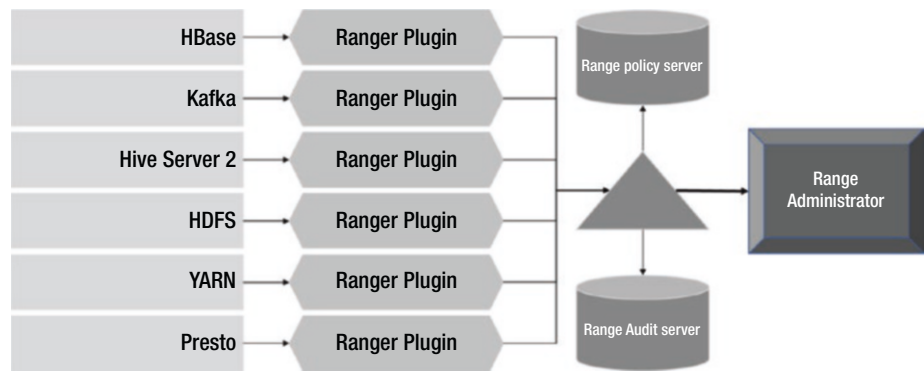 HBase
Ranger Plugin
Kafka
Ranger Plugin
Hive Server 2
Ranger Plugin
HDFS
Ranger Plugin
YARN
Ranger Plugin
Presto
Ranger Plugin
Range policy server
Range Audit server
Range
Administrator